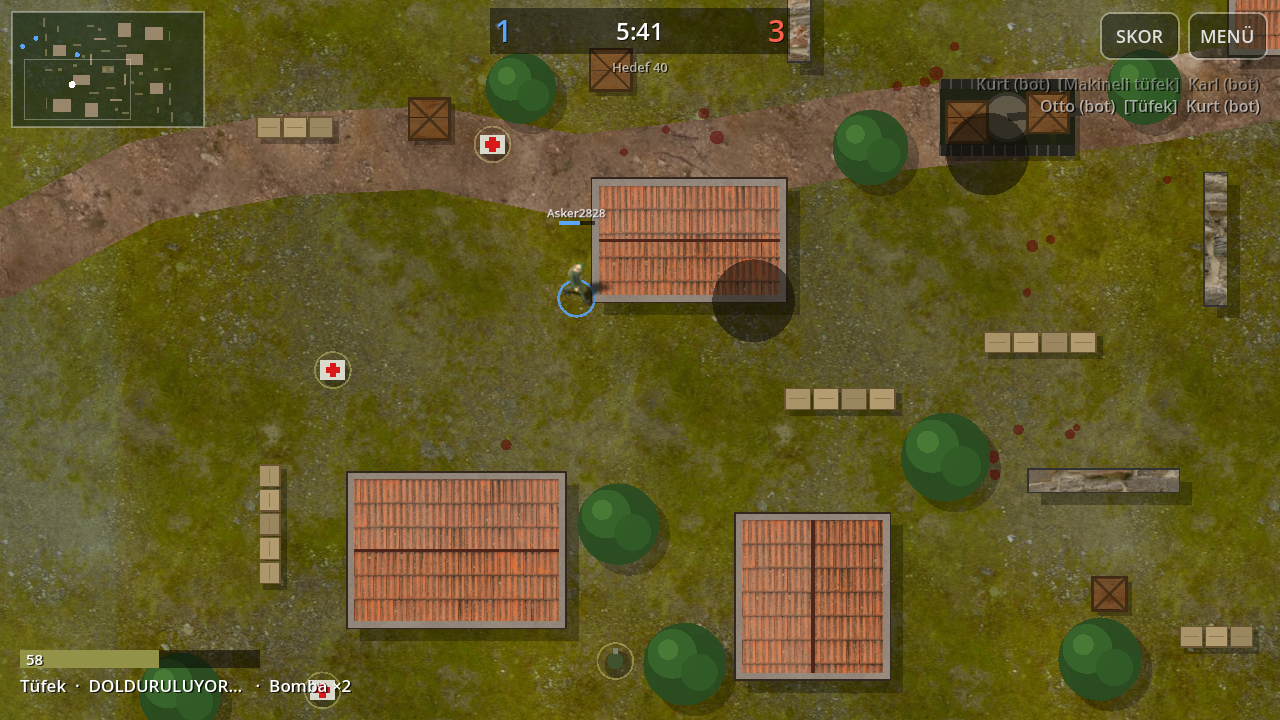 1 5:41 3
SKOR
MENÜ
Hedef 40
Kurt (bot) [Makineli tüfek] Karl (bot)
Otto (bot) [Tüfek] Kurt (bot)
Asker2828
58
Tüfek · DOLDURULUYOR... · Bomba ×2